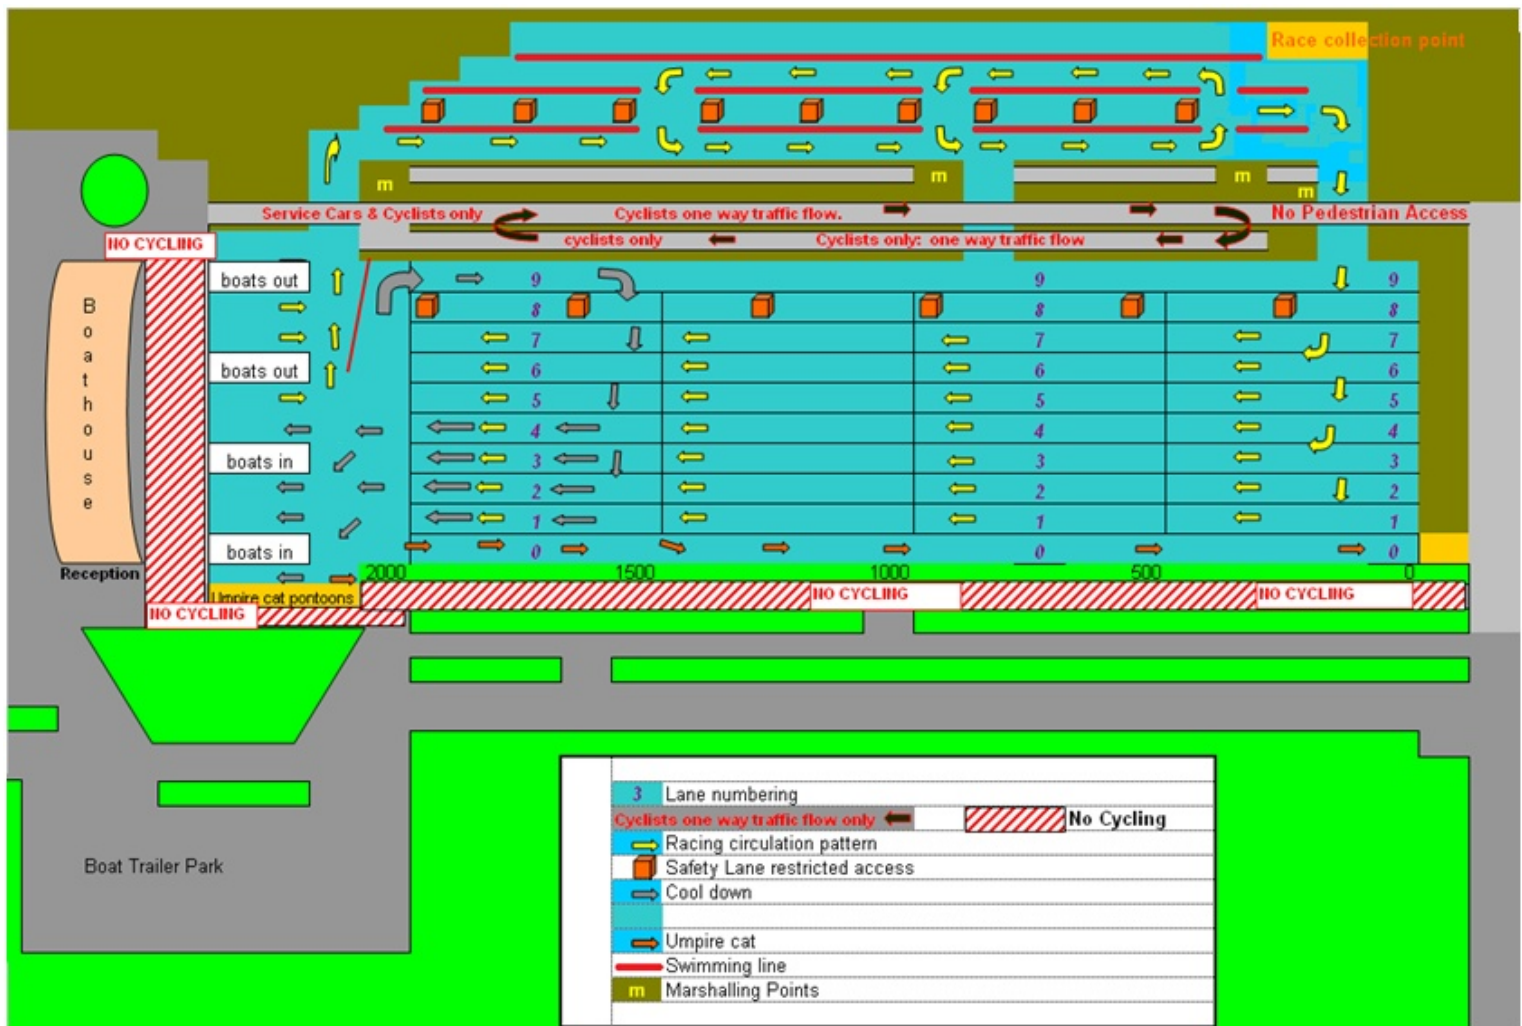 Race collection point
m
m
m
m
Service Cars & Cyclists only
Cyclists one way traffic flow.
No Pedestrian Access
NO CYCLING
cyclists only
Cyclists only: one way traffic flow
Boathouse
boats out
9
9
9
8
8
8
7
7
7
boats out
6
6
6
5
5
5
4
4
4
boats in
3
3
3
2
2
2
1
1
1
boats in
0
0
0
Reception
2000
1500
1000
500
0
Umpire cat pontoons
NO CYCLING
NO CYCLING
NO CYCLING
3 Lane numbering
Cyclists one way traffic flow only
No Cycling
Racing circulation pattern
Safety Lane restricted access
Cool down
Umpire cat
Swimming line
m Marshalling Points
Boat Trailer Park